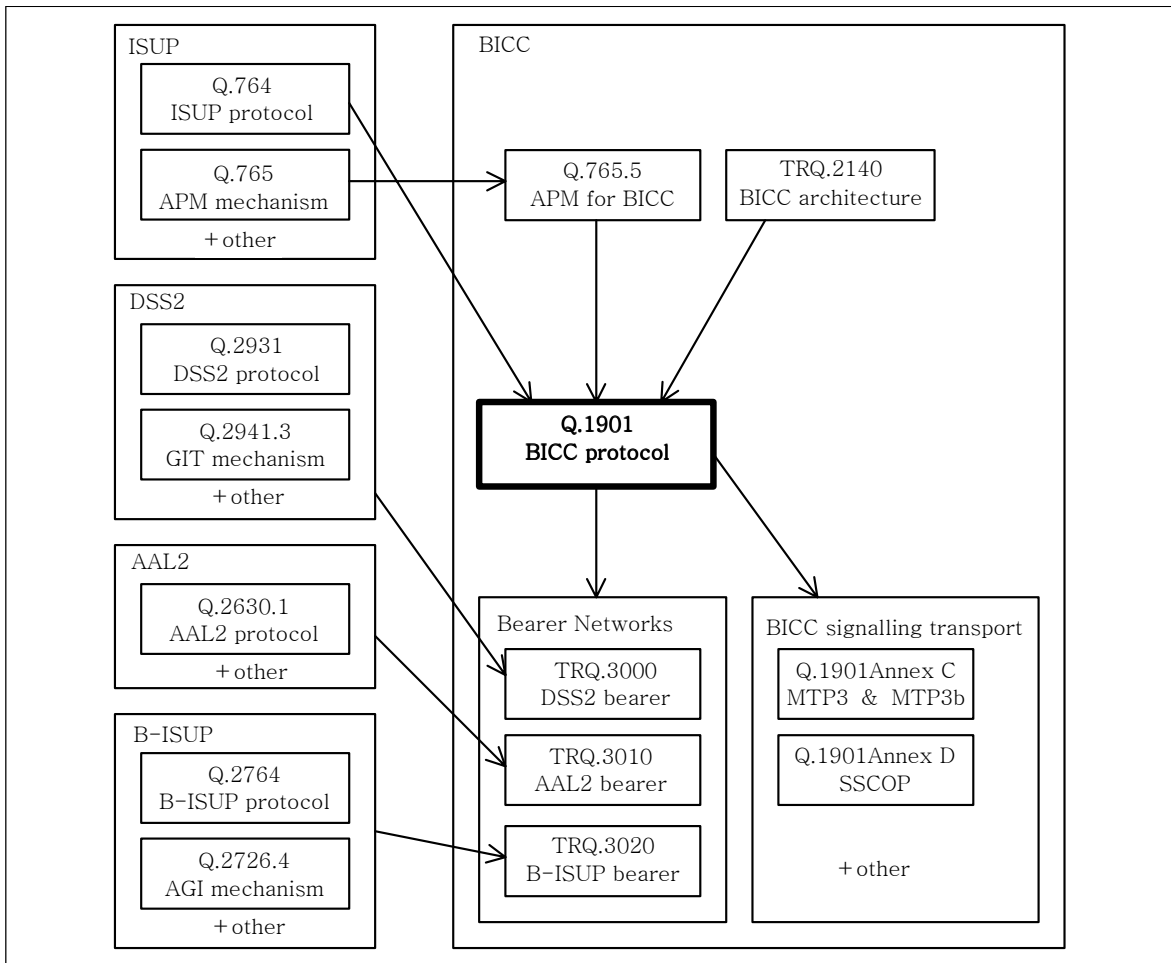 ISUP
Q.764
ISUP protocol
Q.765
APM mechanism
+other
DSS2
Q.2931
DSS2 protocol
Q.2941.3
GIT mechanism
+other
AAL2
Q.2630.1
AAL2 protocol
+other
B-ISUP
Q.2764
B-ISUP protocol
Q.2726.4
AGI mechanism
+other
BICC
Q.765.5
APM for BICC
TRQ.2140
BICC architecture
Q.1901
BICC protocol
Bearer Networks
TRQ.3000
DSS2 bearer
TRQ.3010
AAL2 bearer
TRQ.3020
B-ISUP bearer
BICC signalling transport
Q.1901Annex C
MTP3 & MTP3b
Q.1901Annex D
SSCOP
+other